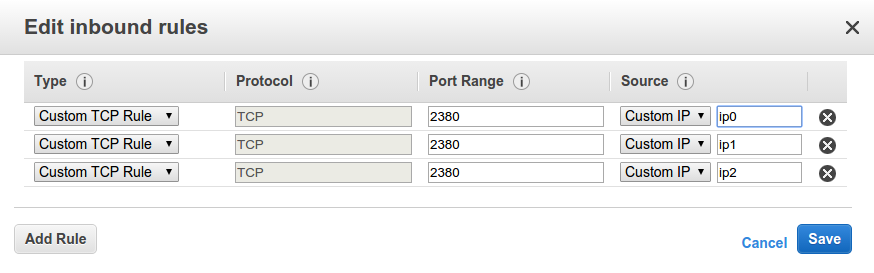 Edit inbound rules
Type Protocol Port Range Source
Custom TCP Rule TCP 2380 Custom IP ip0
Custom TCP Rule TCP 2380 Custom IP ip1
Custom TCP Rule TCP 2380 Custom IP ip2
Add Rule Cancel Save